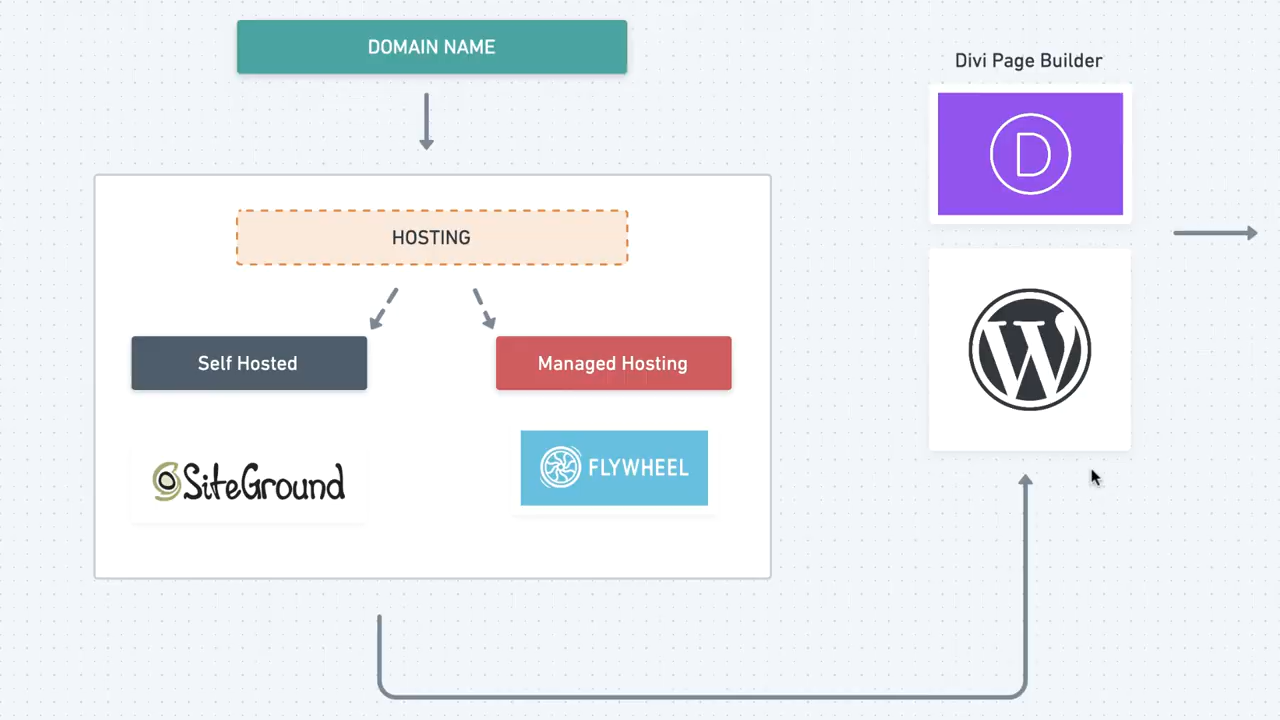 DOMAIN NAME
Divi Page Builder
D
HOSTING
Self Hosted
Managed Hosting
W
SiteGround
FLYWHEEL